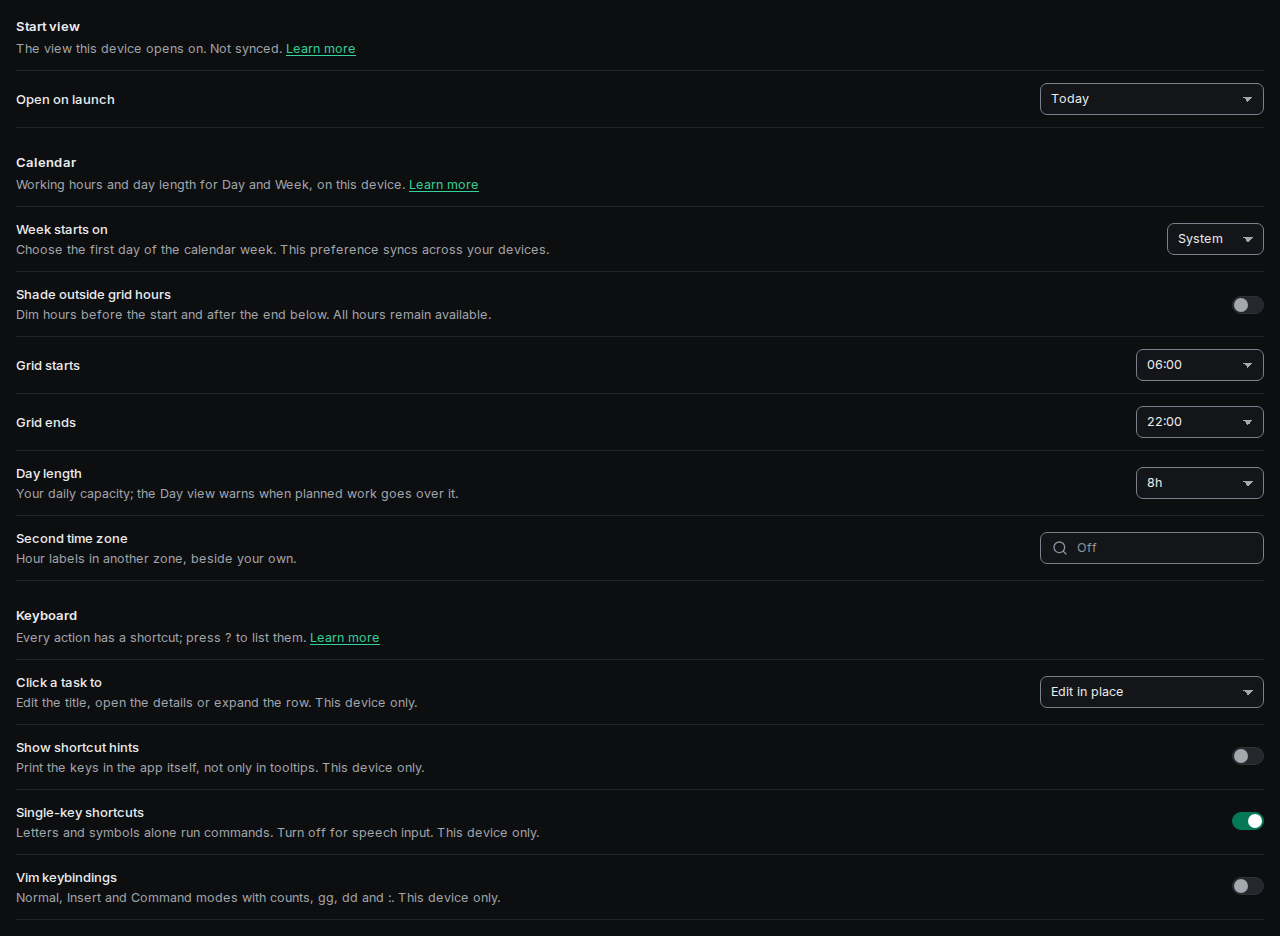 Start view
The view this device opens on. Not synced. Learn more
Open on launch
Today
Calendar
Working hours and day length for Day and Week, on this device. Learn more
Week starts on
Choose the first day of the calendar week. This preference syncs across your devices.
System
Shade outside grid hours
Dim hours before the start and after the end below. All hours remain available.
Grid starts
06:00
Grid ends
22:00
Day length
Your daily capacity; the Day view warns when planned work goes over it.
8h
Second time zone
Hour labels in another zone, beside your own.
Off
Keyboard
Every action has a shortcut; press ? to list them. Learn more
Click a task to
Edit the title, open the details or expand the row. This device only.
Edit in place
Show shortcut hints
Print the keys in the app itself, not only in tooltips. This device only.
Single-key shortcuts
Letters and symbols alone run commands. Turn off for speech input. This device only.
Vim keybindings
Normal, Insert and Command modes with counts, gg, dd and :. This device only.